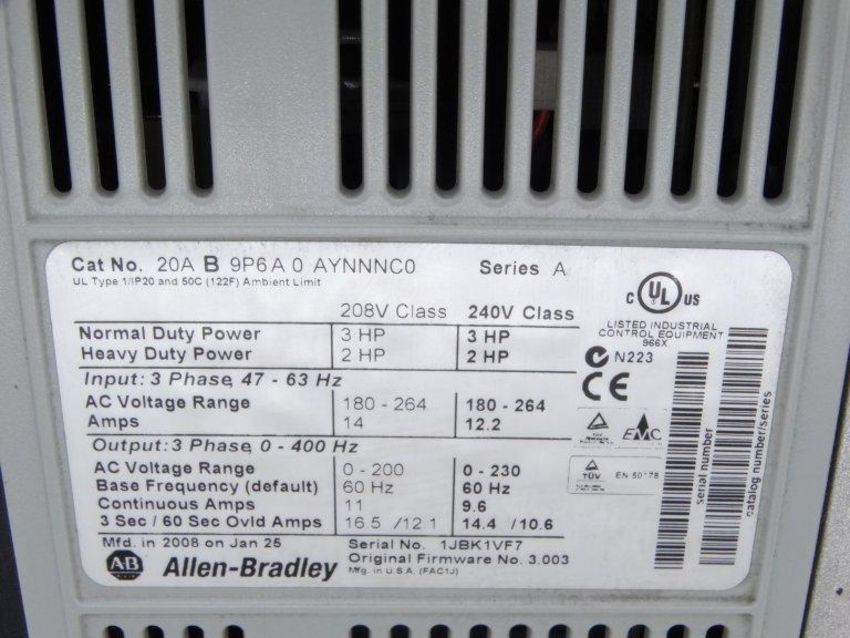 Cat No. 20A B 9P6A 0 AYNNNC0 Series A
UL Type 1/IP20 and 50C (122F) Ambient Limit
208V Class 240V Class
Normal Duty Power 3 HP 3 HP
Heavy Duty Power 2 HP 2 HP
Input: 3 Phase, 47 - 63 Hz
AC Voltage Range 180 - 264 180 - 264
Amps 14 12.2
Output: 3 Phase, 0 - 400 Hz
AC Voltage Range 0 - 200 0 - 230
Base Frequency (default) 60 Hz 60 Hz
Continuous Amps 11 9.6
3 Sec / 60 Sec Ovld Amps 16.5 / 12.1 14.4 / 10.6
Mfd. in 2008 on Jan 25 Serial No. 1JBK1VF7
Original Firmware No. 3.003
A-B Allen-Bradley Mfg. in U.S.A. (FAC1J)
C UL US
LISTED INDUSTRIAL
CONTROL EQUIPMENT
966X
N223
CE
EMC
TÜV
serial number
catalog number/series